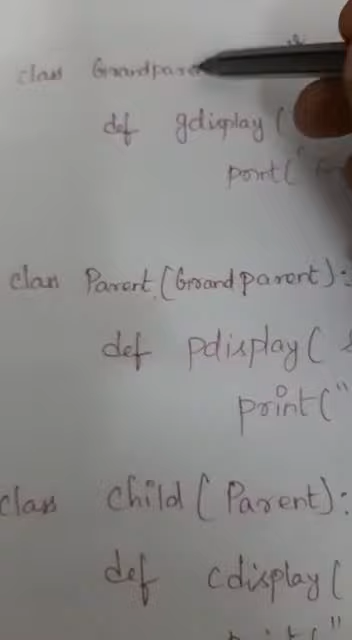 class Grandpare
def gdisplay (
print("
class Parent (Grandparent):
def pdisplay ( s
print("
class child ( Parent):
def cdisplay (